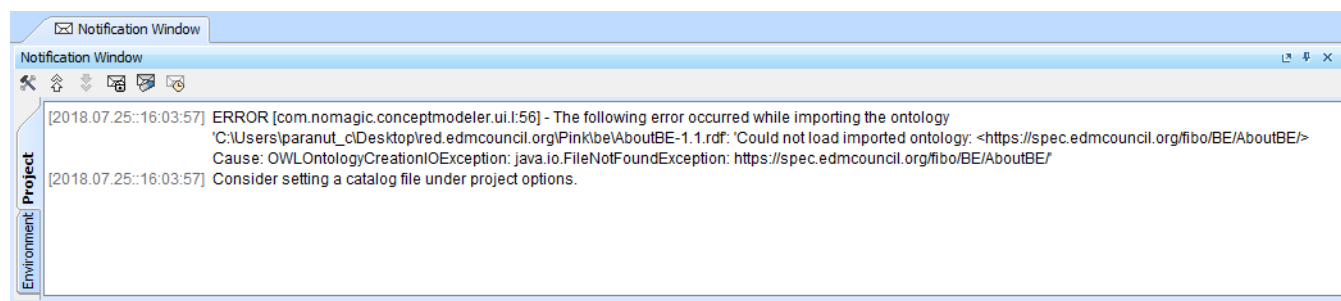 Notification Window
Notification Window
[2018.07.25::16:03:57] ERROR [com.nomagic.conceptmodeler.ui.l:56] - The following error occurred while importing the ontology
'C:\Users\paranut_c\Desktop\red.edmcouncil.org\Pink\be\AboutBE-1.1.rdf': 'Could not load imported ontology: <https://spec.edmcouncil.org/fibo/BE/AboutBE/>
Cause: OWLOntologyCreationIOException: java.io.FileNotFoundException: https://spec.edmcouncil.org/fibo/BE/AboutBE/'
[2018.07.25::16:03:57] Consider setting a catalog file under project options.
Project
Environment